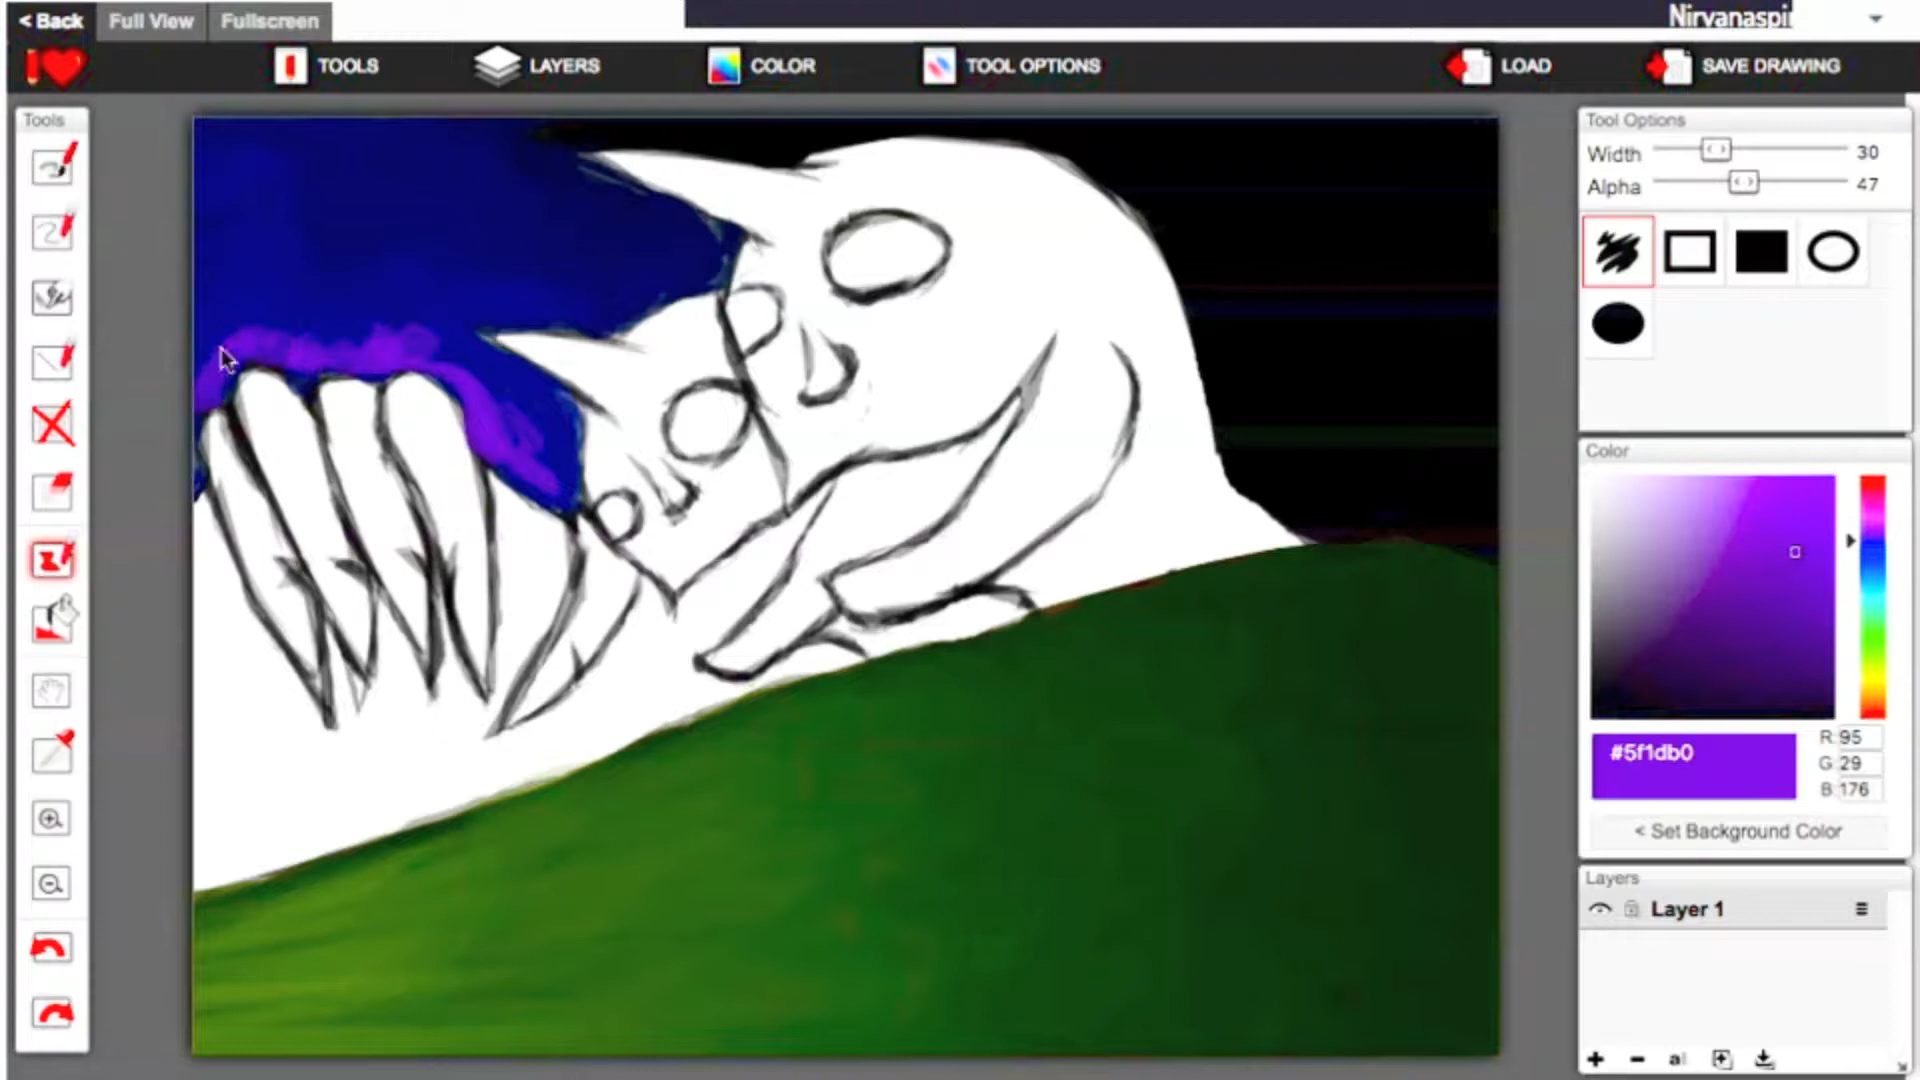 < Back Full View Fullscreen
TOOLS LAYERS COLOR TOOL OPTIONS LOAD SAVE DRAWING
Tools
Tool Options
Width 30
Alpha 47
Color
#5f1db0
R: 95
G: 29
B: 176
< Set Background Color
Layers
Layer 1